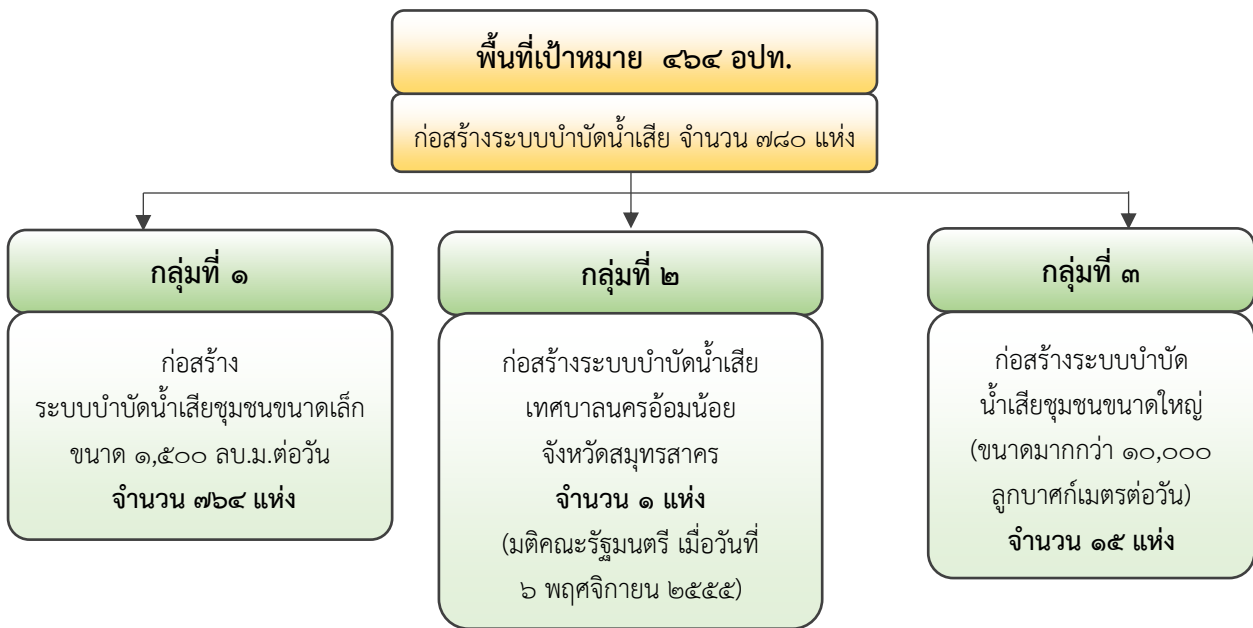 พื้นที่เป้าหมาย ๔๖๔ อปท.
ก่อสร้างระบบบำบัดน้ำเสีย จำนวน ๗๘๐ แห่ง
กลุ่มที่ ๑
ก่อสร้าง
ระบบบำบัดน้ำเสียชุมชนขนาดเล็ก
ขนาด ๑,๕๐๐ ลบ.ม.ต่อวัน
จำนวน ๗๖๔ แห่ง
กลุ่มที่ ๒
ก่อสร้างระบบบำบัดน้ำเสีย
เทศบาลนครอ้อมน้อย
จังหวัดสมุทรสาคร
จำนวน ๑ แห่ง
(มติคณะรัฐมนตรี เมื่อวันที่
๖ พฤศจิกายน ๒๕๕๕)
กลุ่มที่ ๓
ก่อสร้างระบบบำบัด
น้ำเสียชุมชนขนาดใหญ่
(ขนาดมากกว่า ๑๐,๐๐๐
ลูกบาศก์เมตรต่อวัน)
จำนวน ๑๕ แห่ง